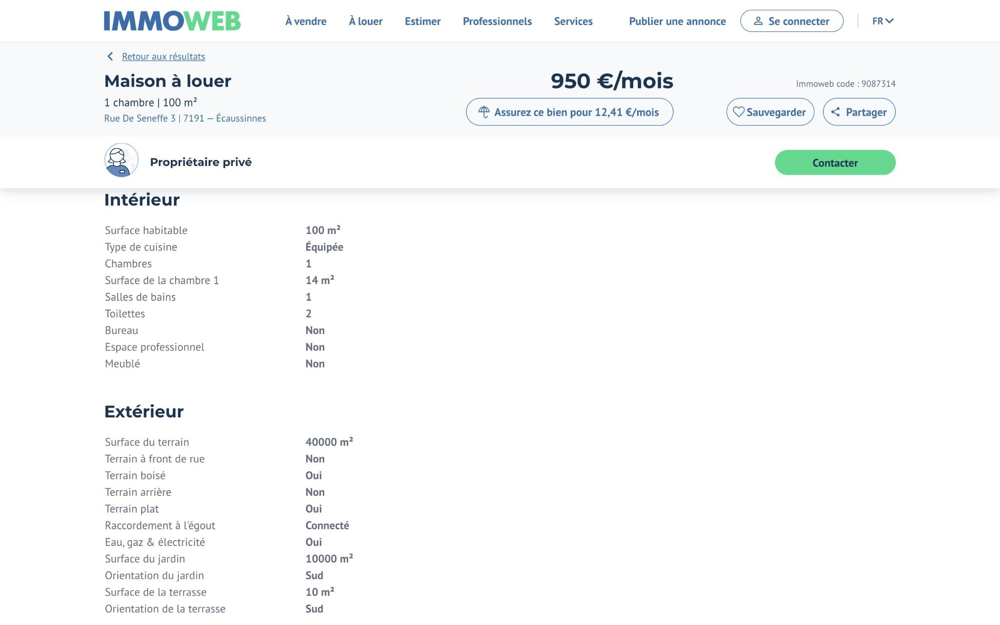 IMMOWEB
À vendre À louer Estimer Professionnels Services Publier une annonce Se connecter FR
Retour aux résultats
Maison à louer
950 €/mois
Immoweb code : 9087314
1 chambre | 100 m²
Rue De Seneffe 3 | 7191 — Écaussinnes
Assurez ce bien pour 12,41 €/mois
Sauvegarder
Partager
Propriétaire privé
Contacter
Intérieur
Surface habitable 100 m²
Type de cuisine Équipée
Chambres 1
Surface de la chambre 1 14 m²
Salles de bains 1
Toilettes 2
Bureau Non
Espace professionnel Non
Meublé Non
Extérieur
Surface du terrain 40000 m²
Terrain à front de rue Non
Terrain boisé Oui
Terrain arrière Non
Terrain plat Oui
Raccordement à l'égout Connecté
Eau, gaz & électricité Oui
Surface du jardin 10000 m²
Orientation du jardin Sud
Surface de la terrasse 10 m²
Orientation de la terrasse Sud